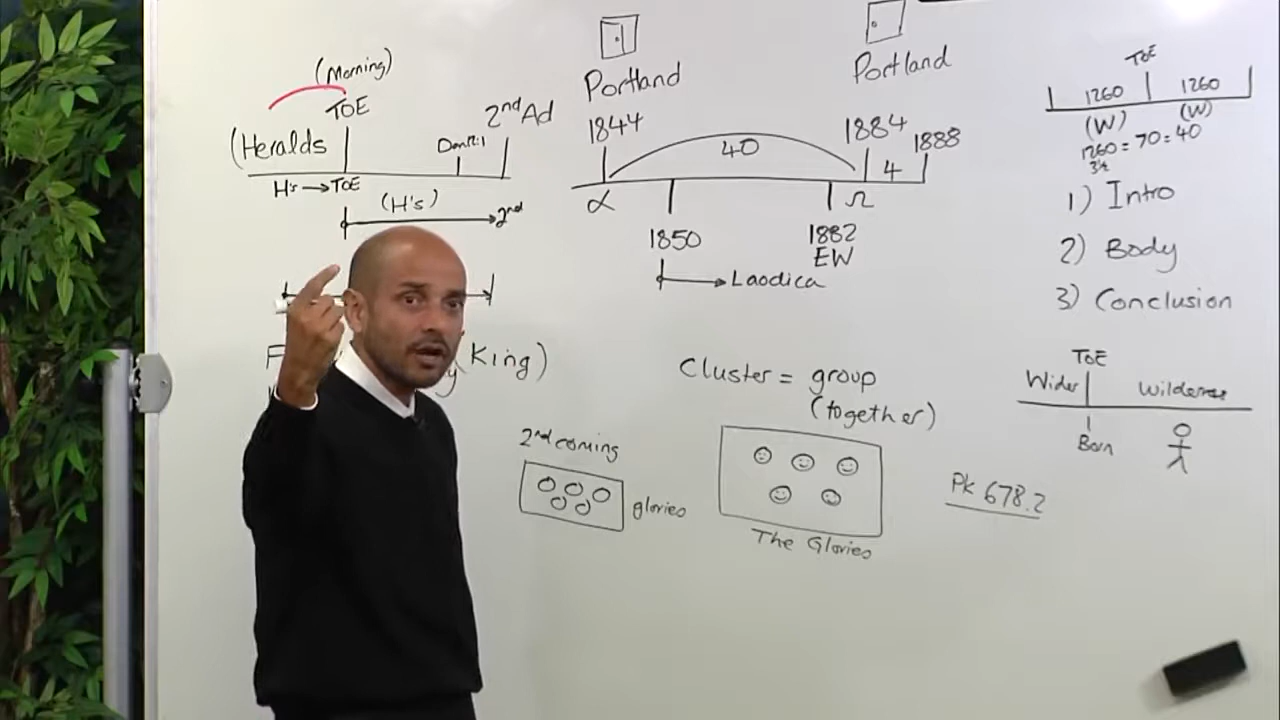 (Morning)
TOE
(Heralds
2nd Ad
Dan12:1
H's → TOE
(H's)
2nd
King)
Portland
Portland
1844
40
1884
1888
4
α
Ω
1850
1882
EW
Laodica
TOE
1260
1260
(W)
(W)
1260 = 70 = 40
3½
1) Intro
2) Body
3) Conclusion
TOE
Wider
Wilderness
Born
Cluster = group
(together)
2nd coming
glories
The Glories
PK 678.2